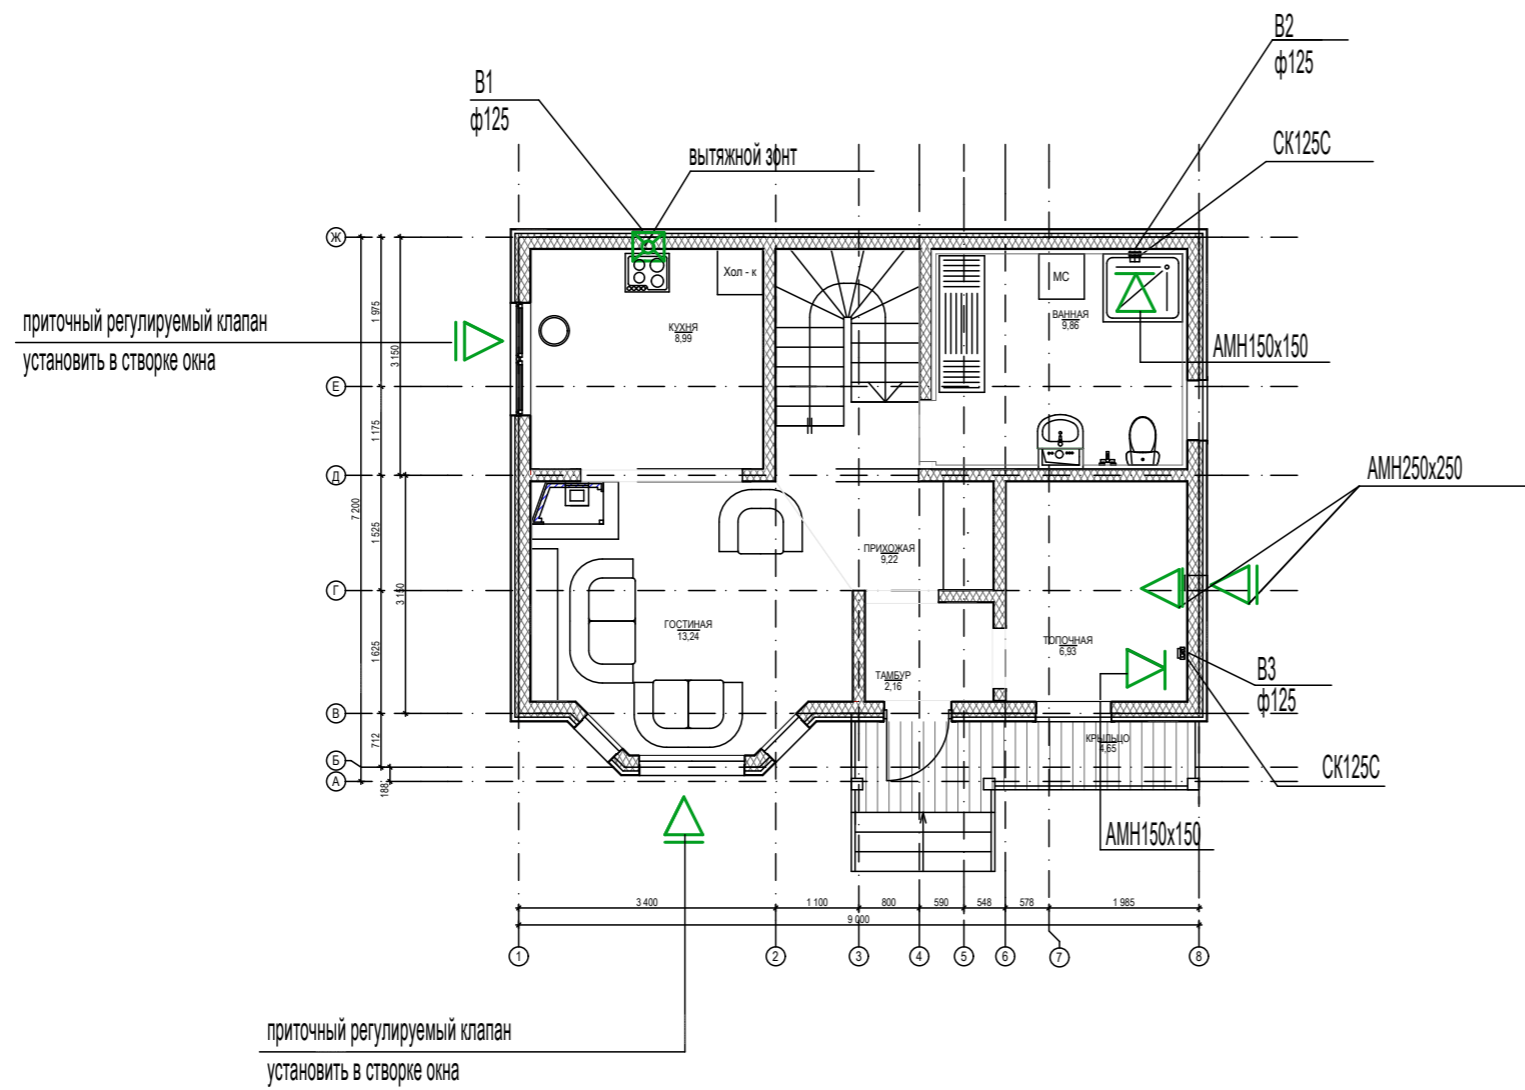 В2
ф125
В1
ф125
СК125С
вытяжной зонт
Ж
Хол - к
МС
1 975
КУХНЯ
8,99
ВАННАЯ
9,86
приточный регулируемый клапан
установить в створке окна
3 150
АМН150х150
Е
1 175
Д
АМН250х250
7 200
1 525
ПРИХОЖАЯ
9,22
Г
3 150
ГОСТИНАЯ
13,24
ТОПОЧНАЯ
6,93
1 625
ТАМБУР
2,16
В3
ф125
В
712
КРЫЛЬЦО
4,65
Б
А
188
СК125С
АМН150х150
3 400
1 100
800
590
548
578
1 985
9 000
1
2
3
4
5
6
7
8
приточный регулируемый клапан
установить в створке окна